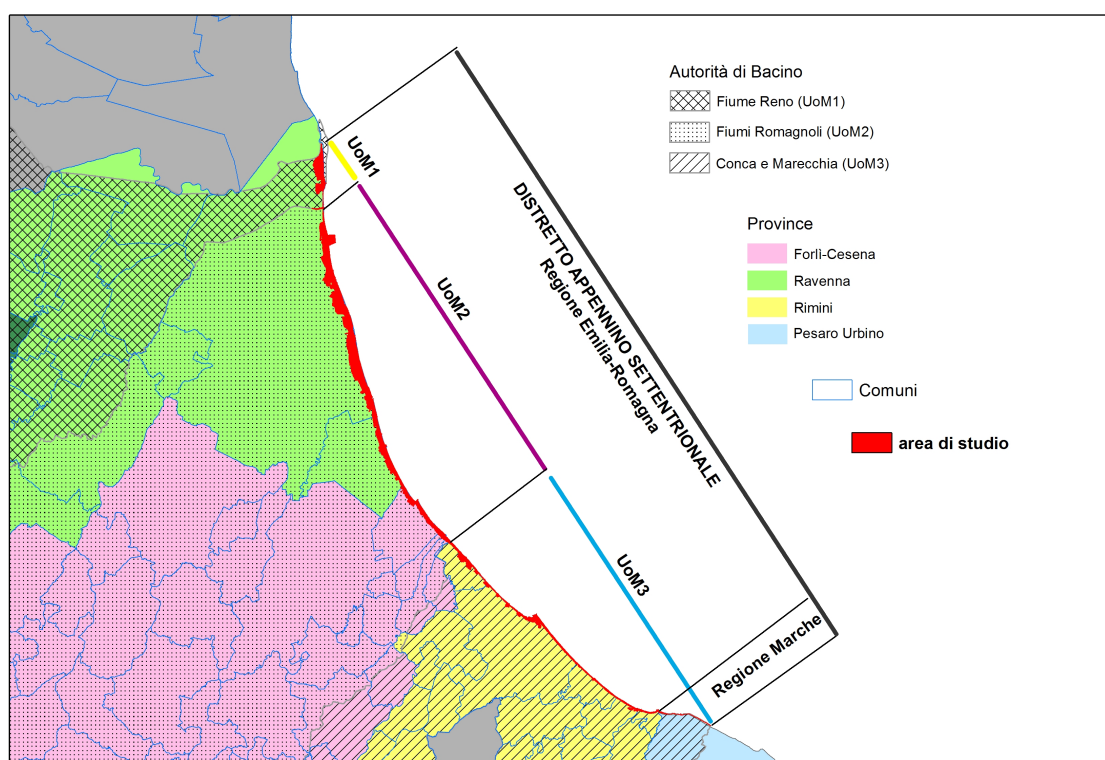 Autorità di Bacino
Fiume Reno (UoM1)
Fiumi Romagnoli (UoM2)
Conca e Marecchia (UoM3)
Province
Forlì-Cesena
Ravenna
Rimini
Pesaro Urbino
Comuni
area di studio
UoM1
UoM2
UoM3
DISTRETTO APPENNINO SETTENTRIONALE
Regione Emilia-Romagna
Regione Marche